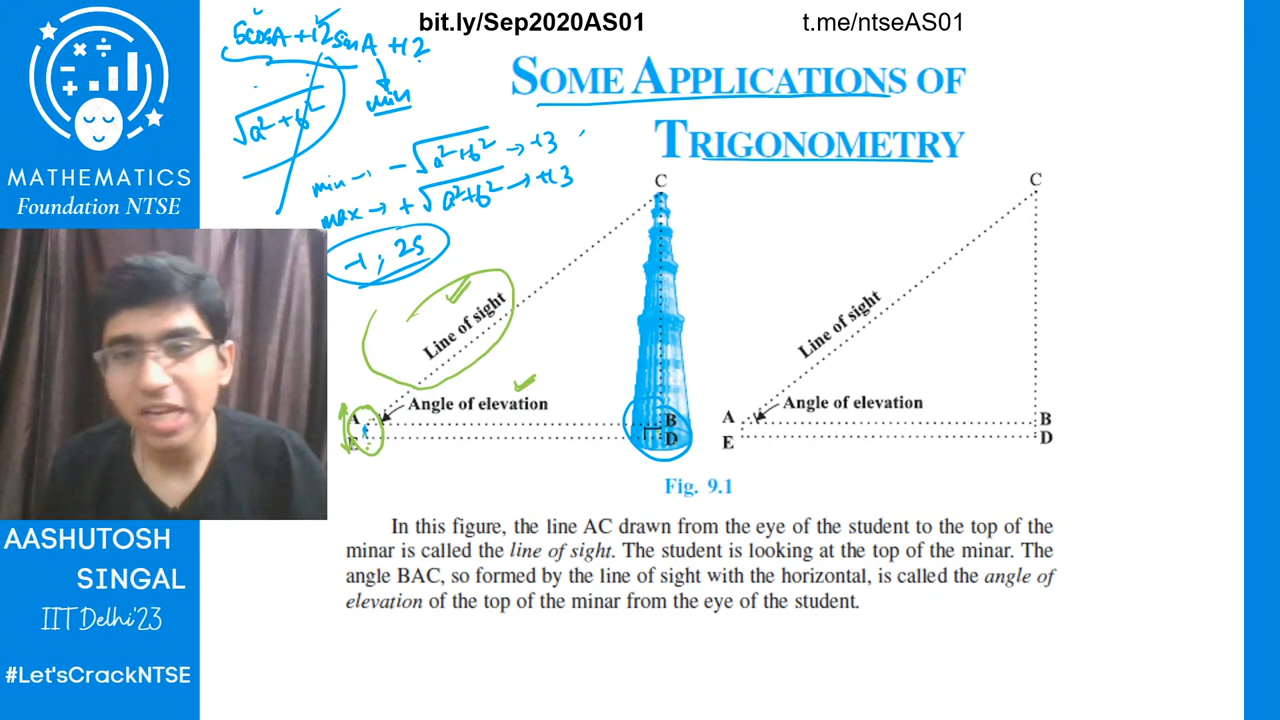 bit.ly/Sep2020AS01
t.me/ntseAS01
MATHEMATICS
Foundation NTSE
5cosA + 12 sinA + 12
min
√a² + b²
min → - √a² + b² → -13
max → + √a² + b² → +13
-1 ; 25
SOME APPLICATIONS OF
TRIGONOMETRY
C
Line of sight
A
Angle of elevation
B
D
C
Line of sight
A
Angle of elevation
B
E
D
Fig. 9.1
In this figure, the line AC drawn from the eye of the student to the top of the
minar is called the line of sight. The student is looking at the top of the minar. The
angle BAC, so formed by the line of sight with the horizontal, is called the angle of
elevation of the top of the minar from the eye of the student.
AASHUTOSH
SINGAL
IIT Delhi'23
#Let'sCrackNTSE